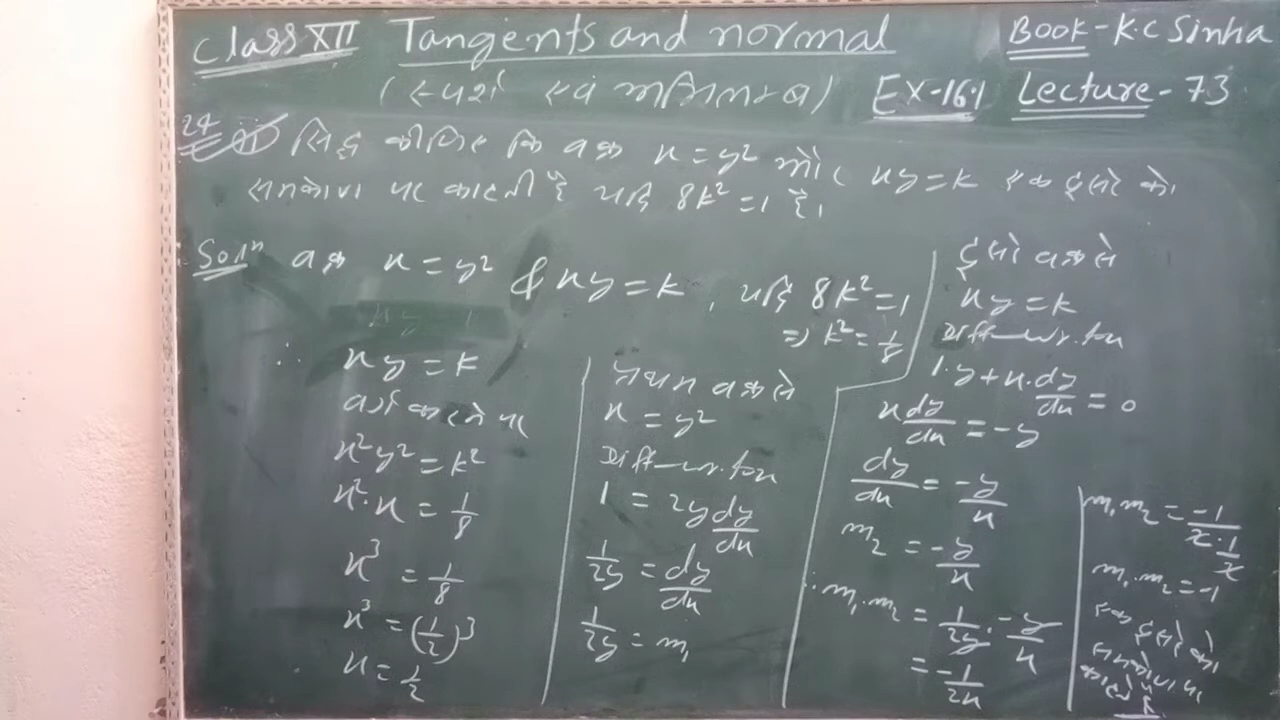 Class XII Tangents and normal Book - K.C Sinha
(स्पर्श एवं अभिलम्ब) EX-16.1 Lecture - 73
24 सिद्ध कीजिए कि वक्र x = y² और xy = k एक दूसरे को
समकोण पर काटती है यदि 8k² = 1 है।
Solⁿ वक्र x = y² & xy = k, यदि 8k² = 1
⇒ k² = 1/8
∴ xy = k
वर्ग करने पर
x²y² = k²
x²·x = 1/8
x³ = 1/8
x³ = (1/2)³
x = 1/2
प्रथम वक्र से
x = y²
Diff w.r. to x
1 = 2y dy/dx
1/2y = dy/dx
1/2y = m₁
दूसरे वक्र से
xy = k
Diff w.r. to x
1·y + x·dy/dx = 0
x dy/dx = -y
dy/dx = -y/x
m₂ = -y/x
∴ m₁·m₂ = 1/2y · -y/x
= -1/2x
m₁m₂ = -1/2·1/2
m₁·m₂ = -1
एक दूसरे को
समकोण पर